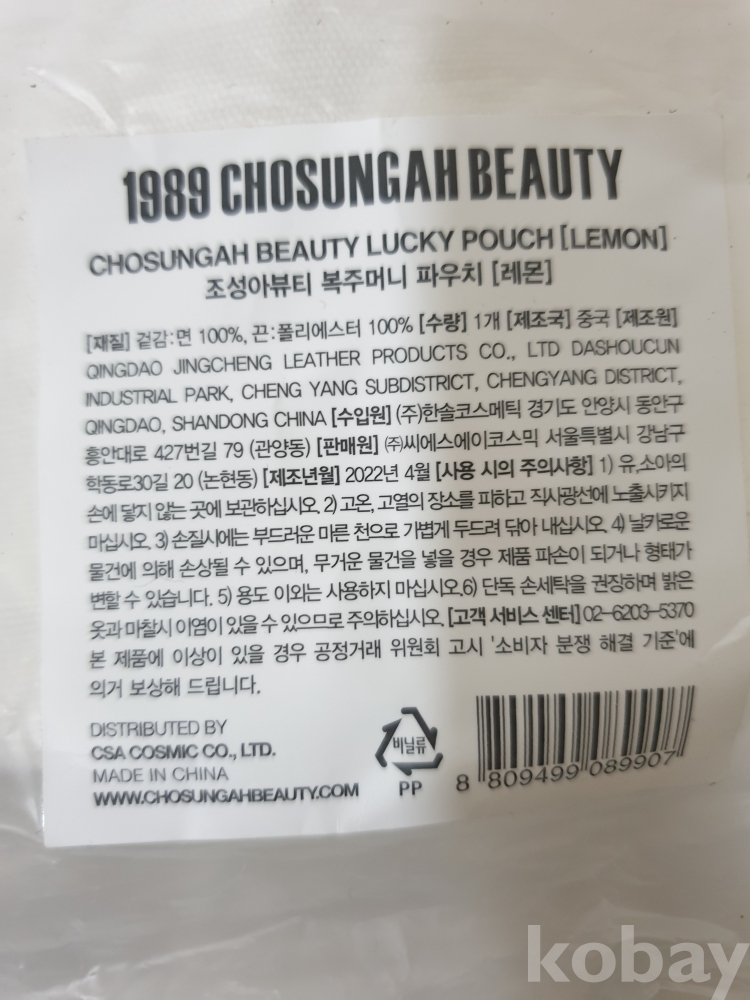 1989 CHOSUNGAH BEAUTY
CHOSUNGAH BEAUTY LUCKY POUCH [LEMON]
조성아뷰티 복주머니 파우치 [레몬]
[재질] 겉감:면 100%, 끈:폴리에스터 100% [수량] 1개 [제조국] 중국 [제조원]
QINGDAO JINGCHENG LEATHER PRODUCTS CO., LTD DASHOUCUN
INDUSTRIAL PARK, CHENG YANG SUBDISTRICT, CHENGYANG DISTRICT,
QINGDAO, SHANDONG CHINA [수입원] (주)한솔코스메틱 경기도 안양시 동안구
흥안대로 427번길 79 (관양동) [판매원] ㈜씨에스에이코스믹 서울특별시 강남구
학동로30길 20 (논현동) [제조년월] 2022년 4월 [사용 시의 주의사항] 1) 유,소아의
손에 닿지 않는 곳에 보관하십시오. 2) 고온, 고열의 장소를 피하고 직사광선에 노출시키지
마십시오. 3) 손질시에는 부드러운 마른 천으로 가볍게 두드려 닦아 내십시오. 4) 날카로운
물건에 의해 손상될 수 있으며, 무거운 물건을 넣을 경우 제품 파손이 되거나 형태가
변할 수 있습니다. 5) 용도 이외는 사용하지 마십시오.6) 단독 손세탁을 권장하며 밝은
옷과 마찰시 이염이 있을 수 있으므로 주의하십시오. [고객 서비스 센터] 02-6203-5370
본 제품에 이상이 있을 경우 공정거래 위원회 고시 '소비자 분쟁 해결 기준'에
의거 보상해 드립니다.
DISTRIBUTED BY
CSA COSMIC CO., LTD.
MADE IN CHINA
WWW.CHOSUNGAHBEAUTY.COM
비닐류
PP
8 809499 089907
kobay